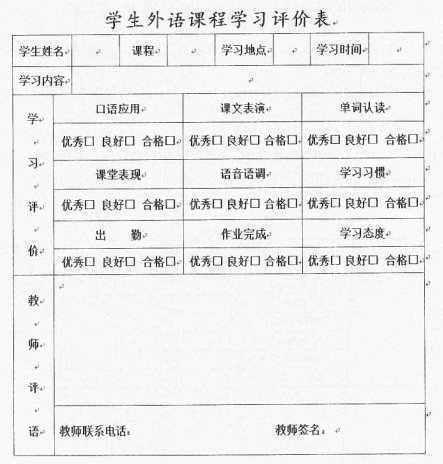 学生外语课程学习评价表
学生姓名 课程 学习地点 学习时间
学习内容
学习评价
口语应用 课文表演 单词认读
优秀□ 良好□ 合格□ 优秀□ 良好□ 合格□ 优秀□ 良好□ 合格□
课堂表现 语音语调 学习习惯
优秀□ 良好□ 合格□ 优秀□ 良好□ 合格□ 优秀□ 良好□ 合格□
出 勤 作业完成 学习态度
优秀□ 良好□ 合格□ 优秀□ 良好□ 合格□ 优秀□ 良好□ 合格□
教师评语
教师联系电话: 教师签名: